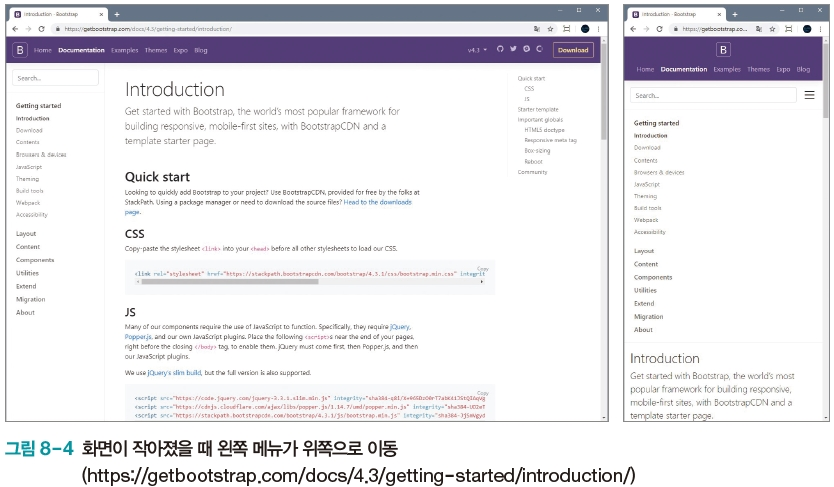 Introduction · Bootstrap
https://getbootstrap.com/docs/4.3/getting-started/introduction/
B Home Documentation Examples Themes Expo Blog v4.3 Download
Search...
Getting started
Introduction
Download
Contents
Browsers & devices
JavaScript
Theming
Build tools
Webpack
Accessibility
Layout
Content
Components
Utilities
Extend
Migration
About
Introduction
Get started with Bootstrap, the world's most popular framework for
building responsive, mobile-first sites, with BootstrapCDN and a
template starter page.
Quick start
Looking to quickly add Bootstrap to your project? Use BootstrapCDN, provided for free by the folks at
StackPath. Using a package manager or need to download the source files? Head to the downloads
page.
CSS
Copy-paste the stylesheet <link> into your <head> before all other stylesheets to load our CSS.
Copy
<link rel="stylesheet" href="https://stackpath.bootstrapcdn.com/bootstrap/4.3.1/css/bootstrap.min.css" integrit
JS
Many of our components require the use of JavaScript to function. Specifically, they require jQuery,
Popper.js, and our own JavaScript plugins. Place the following <script>s near the end of your pages,
right before the closing </body> tag, to enable them. jQuery must come first, then Popper.js, and then
our JavaScript plugins.
We use jQuery's slim build, but the full version is also supported.
Copy
<script src="https://code.jquery.com/jquery-3.3.1.slim.min.js"
<script src="https://cdnjs.cloudflare.com/ajax/libs/popper.js/1.14.7/umd/popper.min.js"
<script src="https://stackpath.bootstrapcdn.com/bootstrap/4.3.1/js/bootstrap.min.js"
Quick start
CSS
JS
Starter template
Important globals
HTML5 doctype
Responsive meta tag
Box-sizing
Reboot
Community
Introduction · Bootstrap
https://getbootstrap.co...
B
Home Documentation Examples Themes Expo Blog
Search...
Getting started
Introduction
Download
Contents
Browsers & devices
JavaScript
Theming
Build tools
Webpack
Accessibility
Layout
Content
Components
Utilities
Extend
Migration
About
Introduction
Get started with Bootstrap, the world's most
popular framework for building responsive,
mobile-first sites, with BootstrapCDN and a
template starter page.
그림 8-4 화면이 작아졌을 때 왼쪽 메뉴가 위쪽으로 이동
(https://getbootstrap.com/docs/4.3/getting-started/introduction/)